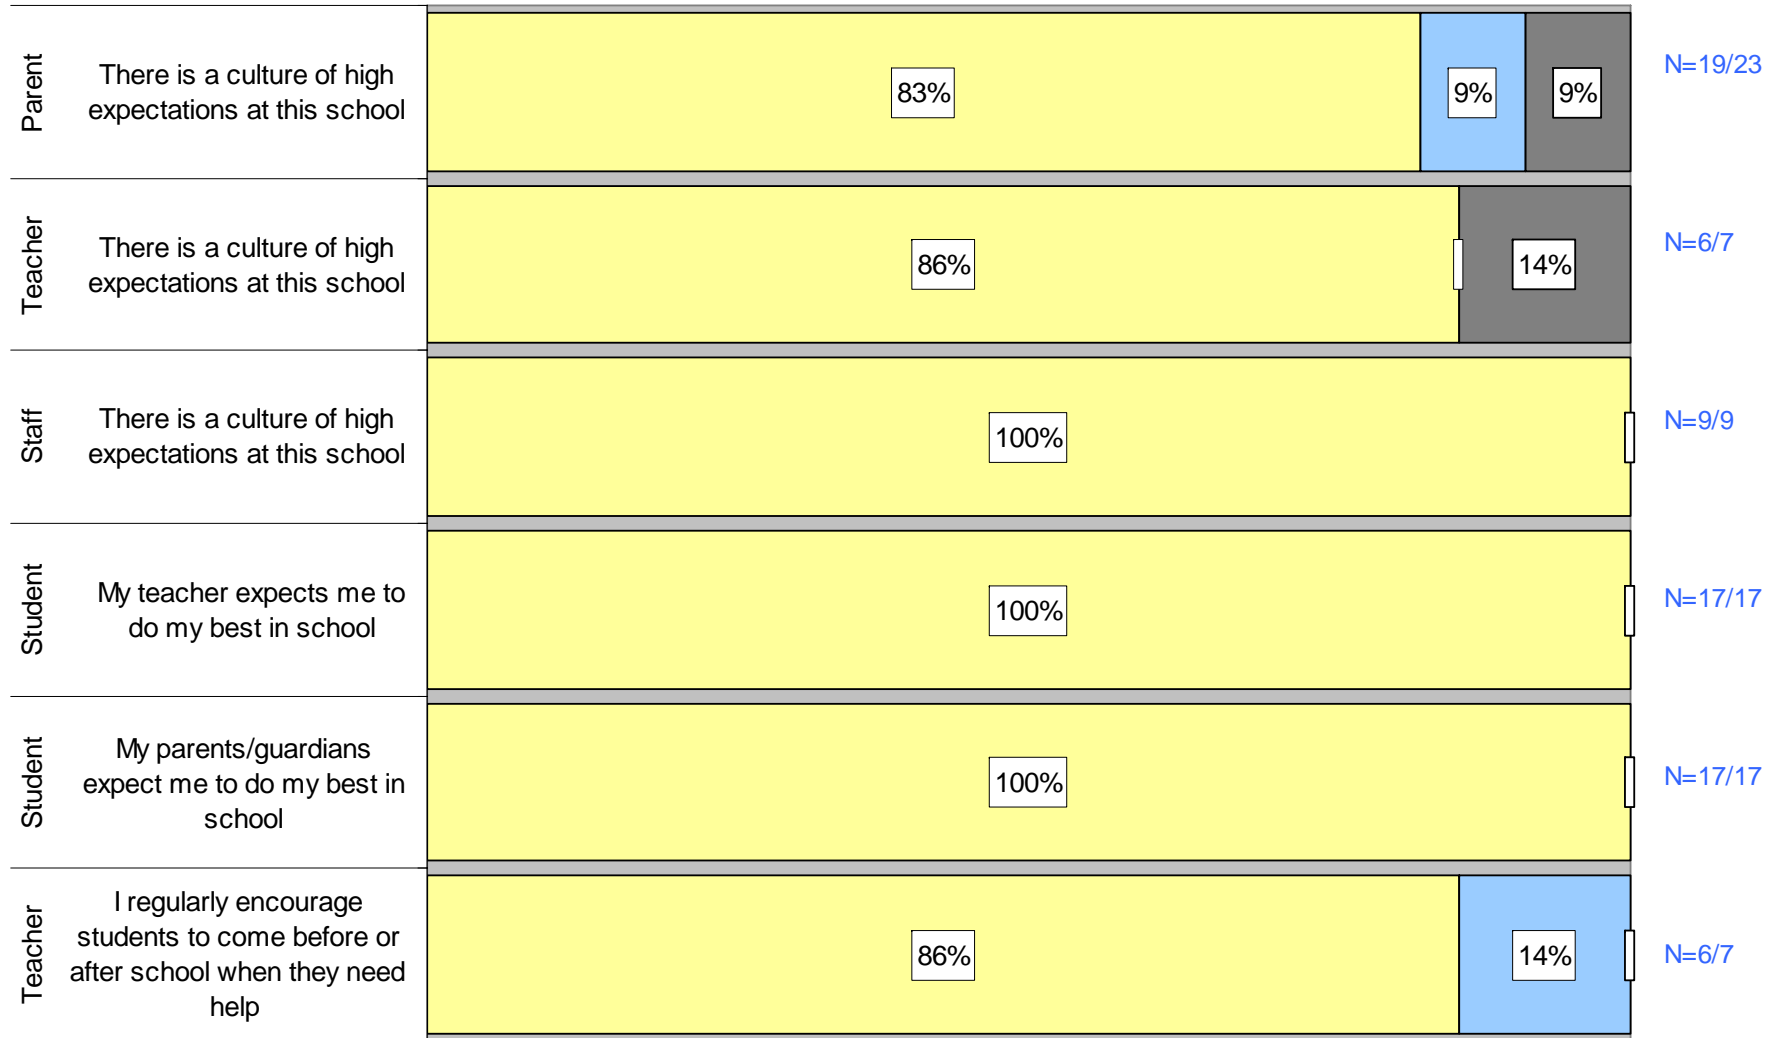 Parent
There is a culture of high
expectations at this school
83%
9%
9%
N=19/23
Teacher
There is a culture of high
expectations at this school
86%
14%
N=6/7
Staff
There is a culture of high
expectations at this school
100%
N=9/9
Student
My teacher expects me to
do my best in school
100%
N=17/17
Student
My parents/guardians
expect me to do my best in
school
100%
N=17/17
Teacher
I regularly encourage
students to come before or
after school when they need
help
86%
14%
N=6/7